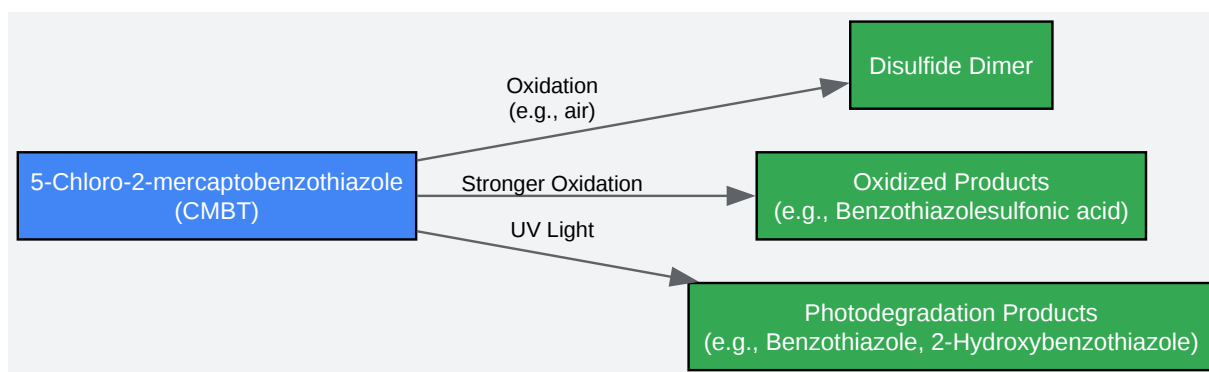 Disulfide Dimer
Oxidation
(e.g., air)
5-Chloro-2-mercaptobenzothiazole
(CMBT)
Stronger Oxidation
Oxidized Products
(e.g., Benzothiazolesulfonic acid)
UV Light
Photodegradation Products
(e.g., Benzothiazole, 2-Hydroxybenzothiazole)